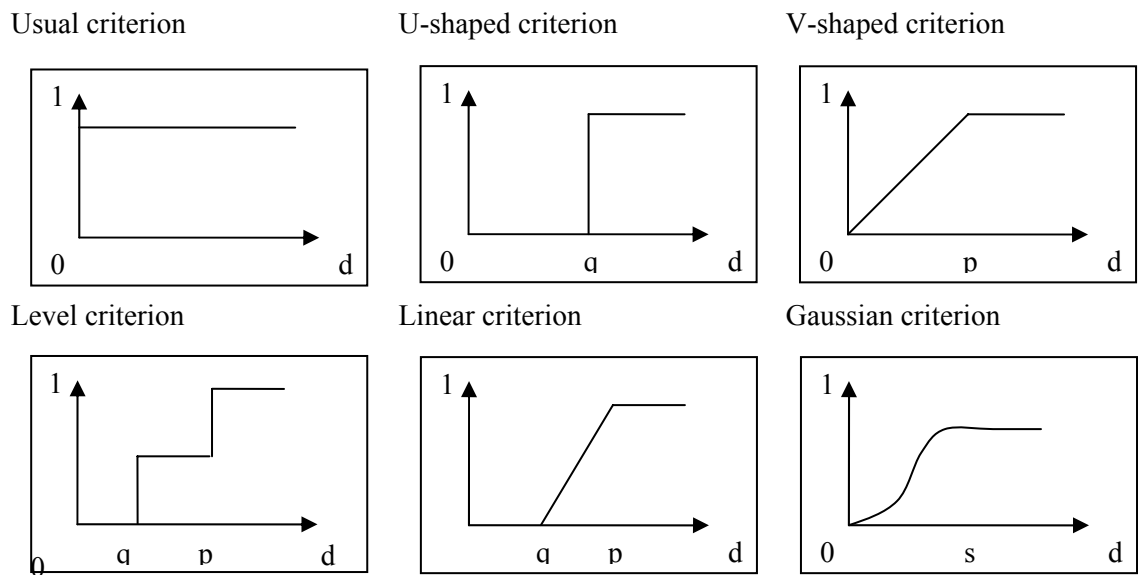 Usual criterion
U-shaped criterion
V-shaped criterion
1
1
1
0
d
0
q
d
0
p
d
Level criterion
Linear criterion
Gaussian criterion
1
1
1
0
q
p
d
0
q
p
d
0
s
d